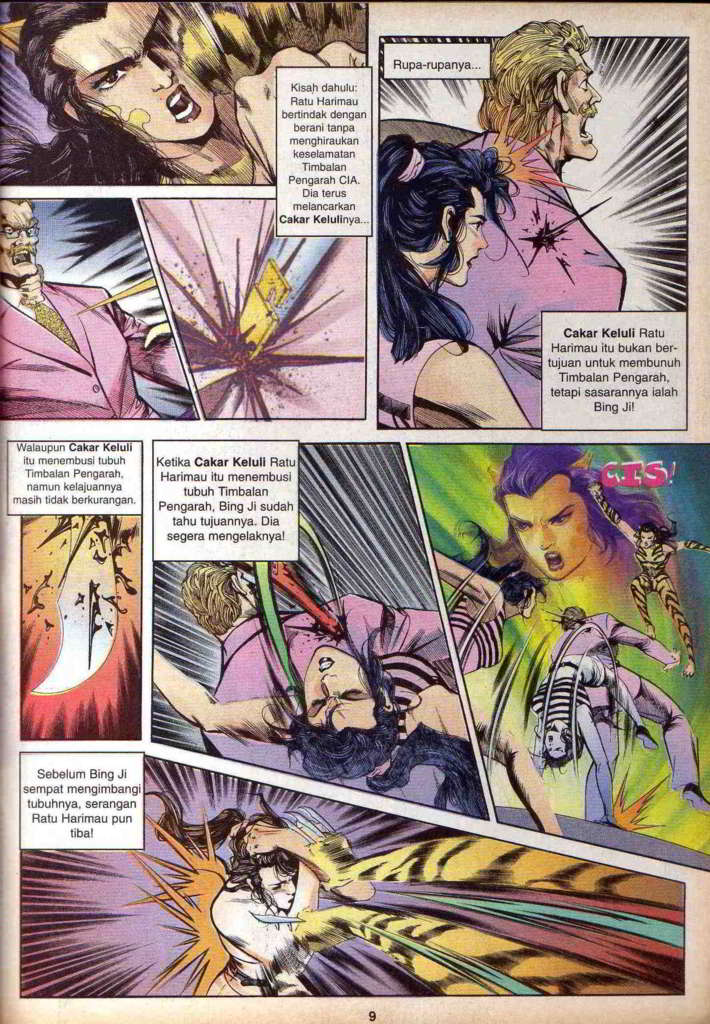 Kisah dahulu:
Ratu Harimau
bertindak dengan
berani tanpa
menghiraukan
keselamatan
Timbalan
Pengarah CIA.
Dia terus
melancarkan
Cakar Kelulinya...
Rupa-rupanya...
Cakar Keluli Ratu
Harimau itu bukan ber-
tujuan untuk membunuh
Timbalan Pengarah,
tetapi sasarannya ialah
Bing Ji!
Walaupun Cakar Keluli
itu menembusi tubuh
Timbalan Pengarah,
namun kelajuannya
masih tidak berkurangan.
Ketika Cakar Keluli Ratu
Harimau itu menembusi
tubuh Timbalan
Pengarah, Bing Ji sudah
tahu tujuannya. Dia
segera mengelaknya!
CIS!
Sebelum Bing Ji
sempat mengimbangi
tubuhnya, serangan
Ratu Harimau pun
tiba!
9